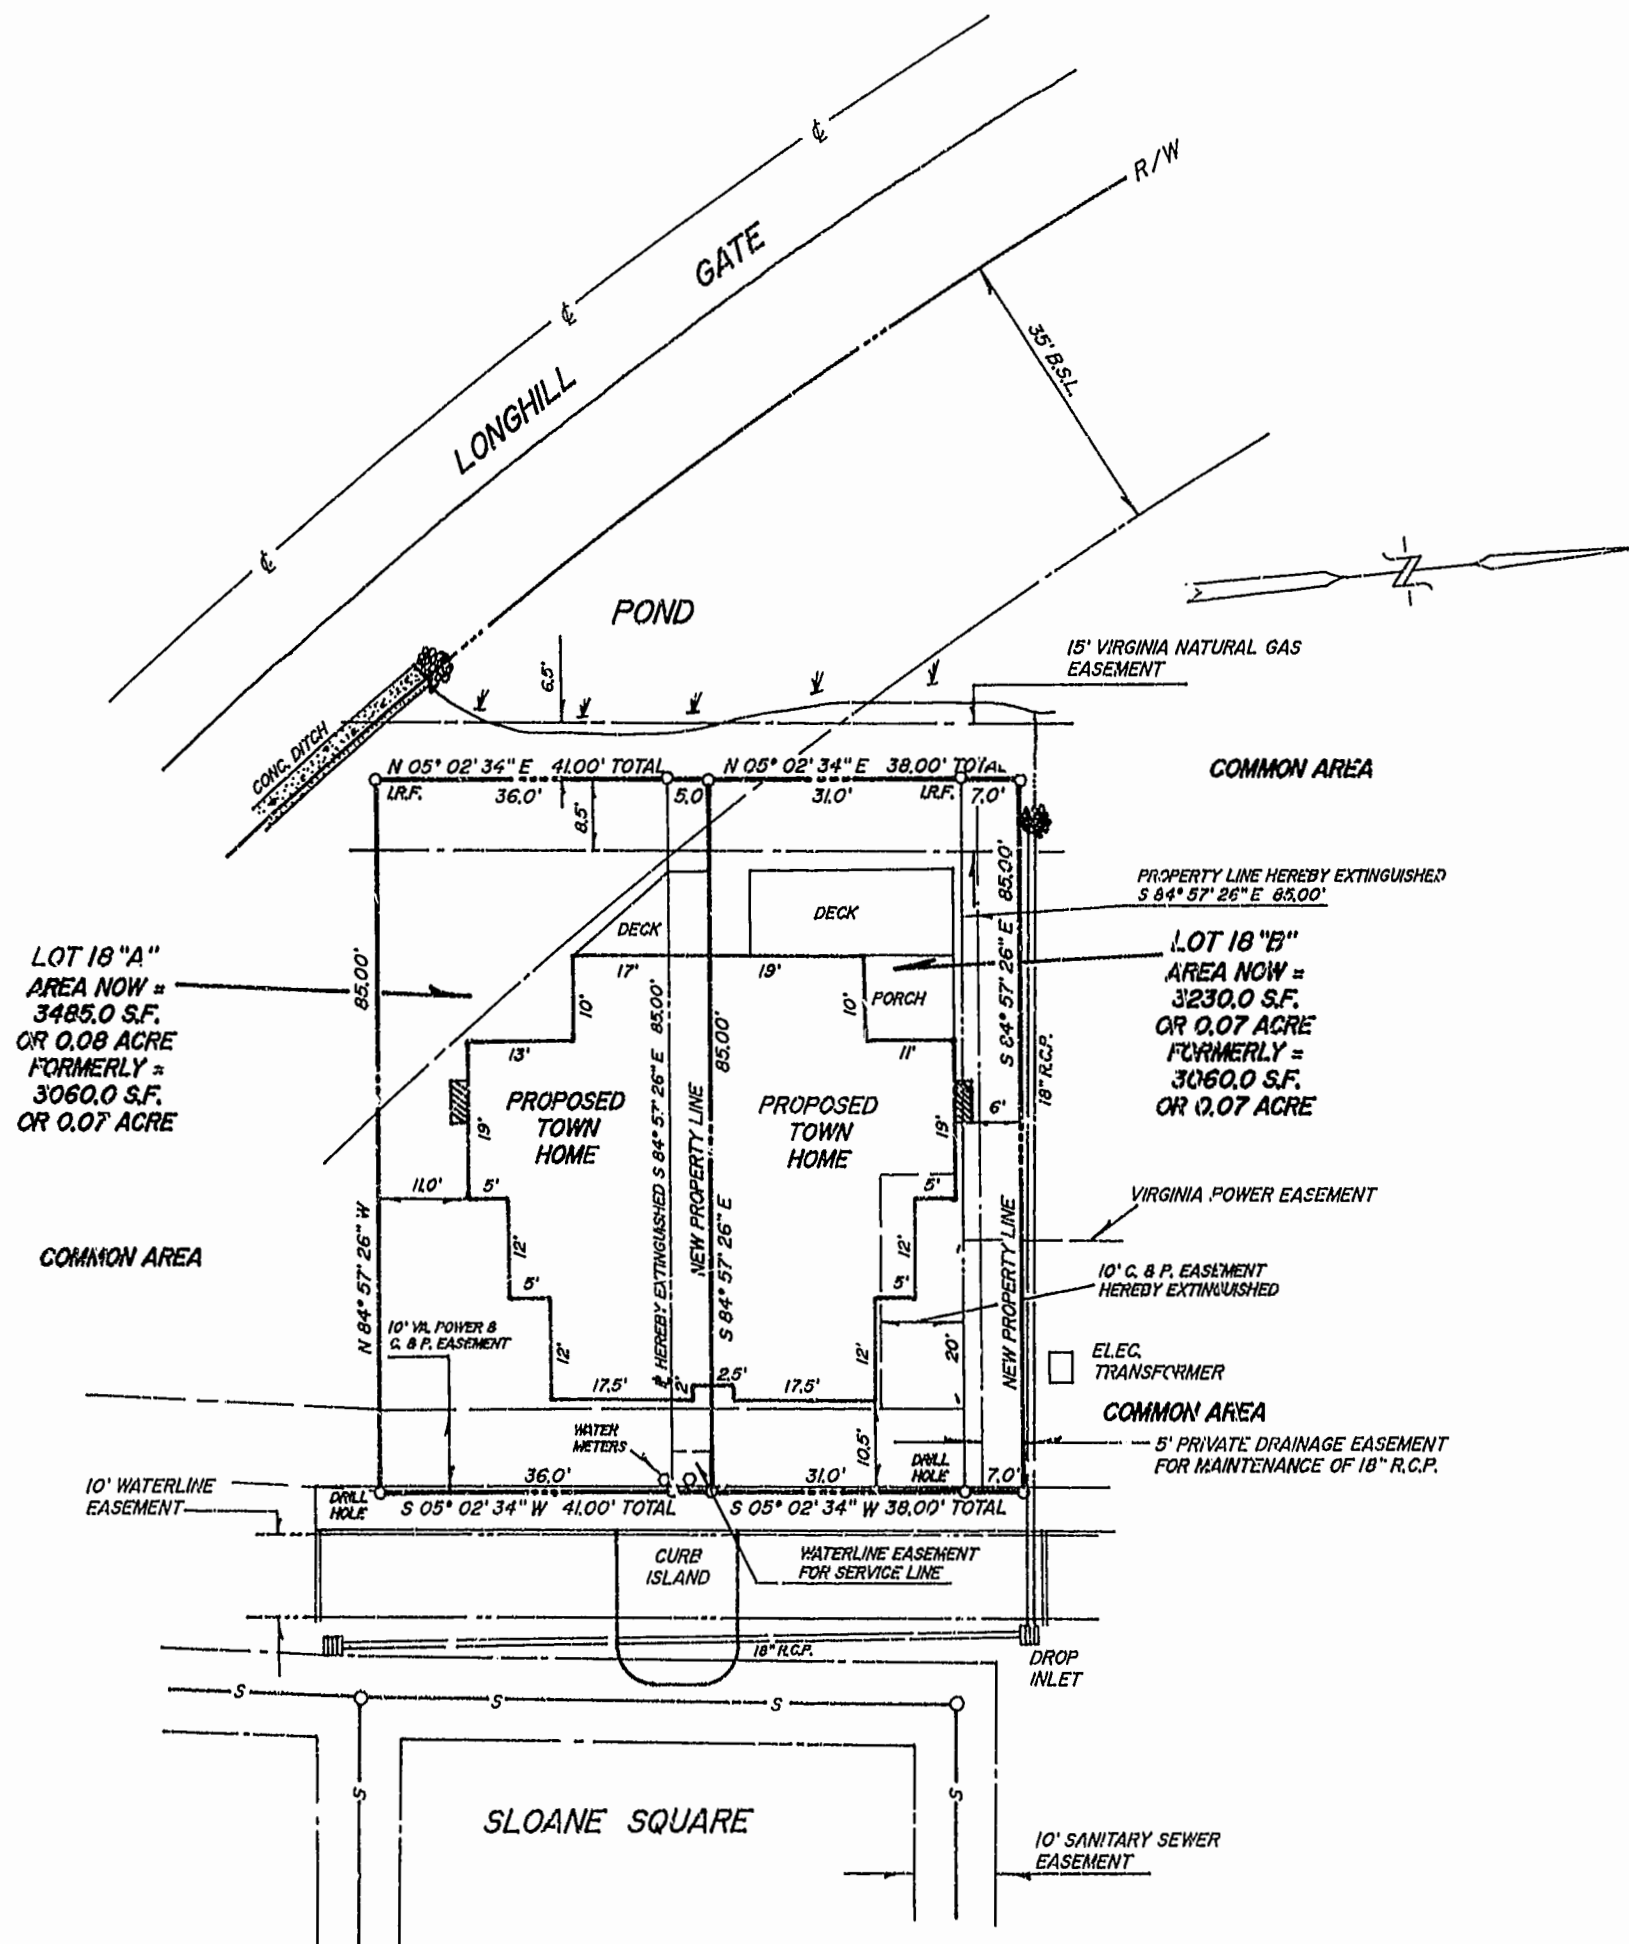 ℄
R/W
GATE
℄
35' B.S.L.
LONGHILL
℄
POND
15' VIRGINIA NATURAL GAS
EASEMENT
6.5'
CONC. DITCH
N 05° 02' 34" E 41.00' TOTAL
N 05° 02' 34" E 38.00' TOTAL
COMMON AREA
I.R.F.
36.0'
5.0
31.0'
I.R.F.
7.0'
8.5'
PROPERTY LINE HEREBY EXTINGUISHED
S 84° 57' 26" E 85.00'
DECK
DECK
LOT 18 "A"
AREA NOW =
3485.0 S.F.
OR 0.08 ACRE
FORMERLY =
3060.0 S.F.
OR 0.07 ACRE
LOT 18 "B"
AREA NOW =
3230.0 S.F.
OR 0.07 ACRE
FORMERLY =
3060.0 S.F.
OR 0.07 ACRE
85.00'
N 84° 57' 26" W
17'
19'
10'
10'
PORCH
13'
11'
S 84° 57' 26" E 85.00'
18" R.C.P.
PROPOSED
TOWN
HOME
PROPOSED
TOWN
HOME
19'
19'
6'
HEREBY EXTINGUISHED S 84° 57' 26" E 85.00'
NEW PROPERTY LINE
85.00'
S 84° 57' 26" E
11.0'
5'
5'
VIRGINIA POWER EASEMENT
COMMON AREA
12'
12'
5'
5'
10' C. & P. EASEMENT
HEREBY EXTINGUISHED
NEW PROPERTY LINE
10' VA. POWER &
C. & P. EASEMENT
12'
12'
20'
ELEC.
TRANSFORMER
17.5'
2'
2.5'
17.5'
COMMON AREA
WATER
METERS
10.5'
DRILL
HOLE
5' PRIVATE DRAINAGE EASEMENT
FOR MAINTENANCE OF 18" R.C.P.
36.0'
31.0'
7.0'
10' WATERLINE
EASEMENT
DRILL
HOLE
S 05° 02' 34" W 41.00' TOTAL
S 05° 02' 34" W 38.00' TOTAL
CURB
ISLAND
WATERLINE EASEMENT
FOR SERVICE LINE
18" R.C.P.
DROP
INLET
S
S
S
S
S
SLOANE SQUARE
10' SANITARY SEWER
EASEMENT